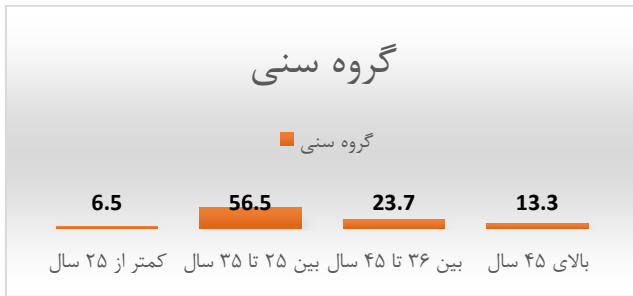 گروه سنی
گروه سنی
6.5 56.5 23.7 13.3
کمتر از ۲۵ سال بین ۲۵ تا ۳۵ سال بین ۳۶ تا ۴۵ سال بالای ۴۵ سال